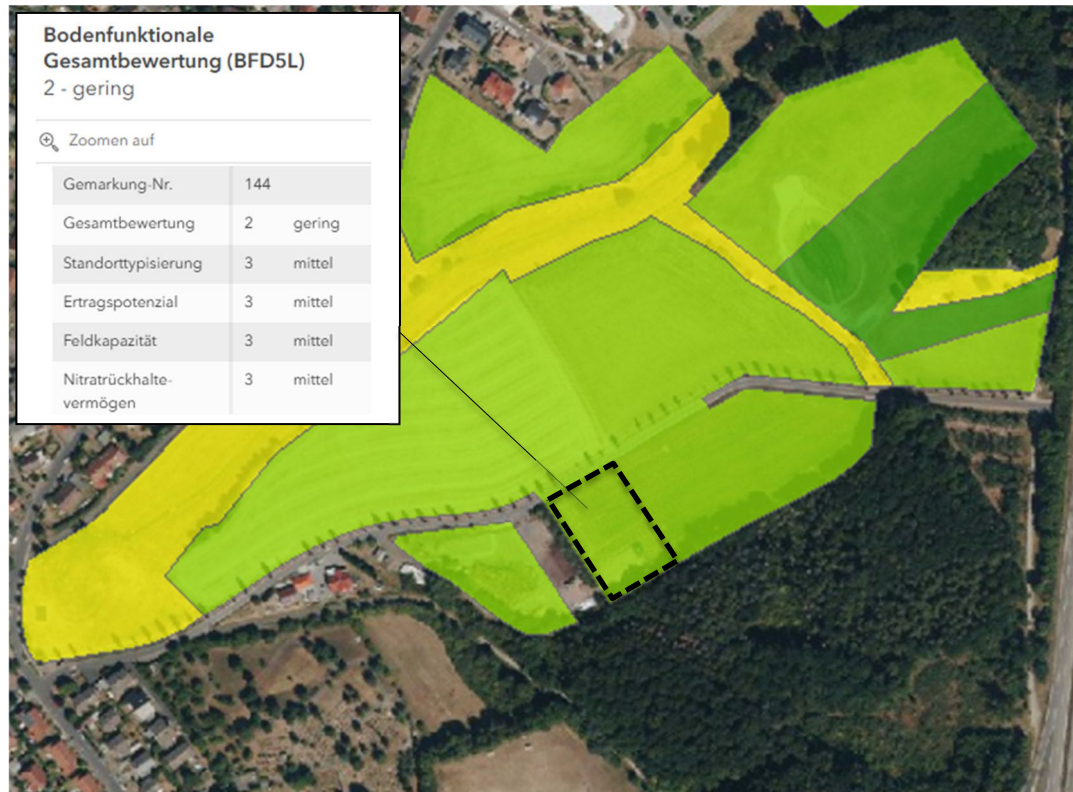 Bodenfunktionale
Gesamtbewertung (BFD5L)
2 - gering
Zoomen auf
Gemarkung-Nr. 144
Gesamtbewertung 2 gering
Standorttypisierung 3 mittel
Ertragspotenzial 3 mittel
Feldkapazität 3 mittel
Nitratrückhalte- 3 mittel
vermögen